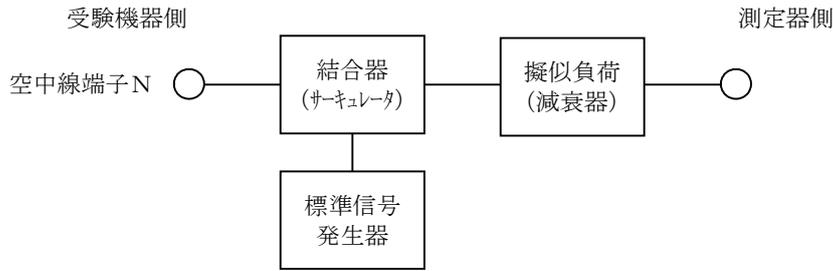 受験機器側
測定器側
空中線端子N
結合器
(サーキュレータ)
擬似負荷
(減衰器)
標準信号
発生器